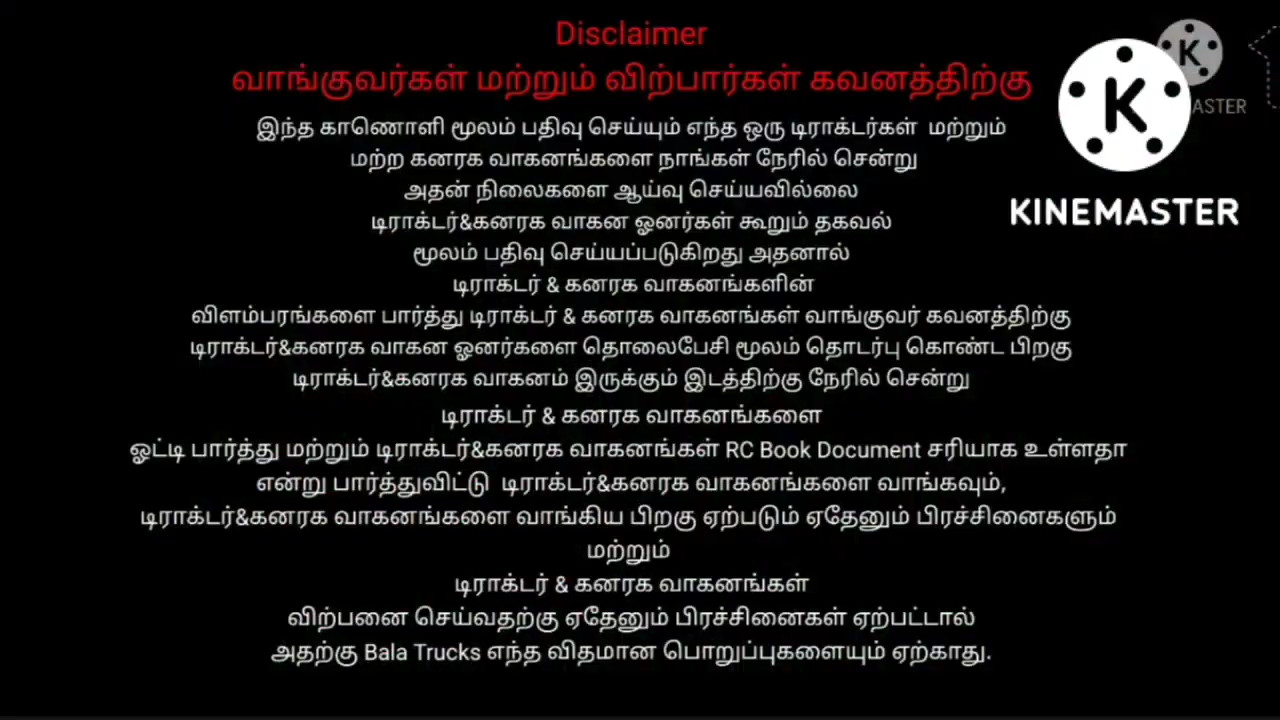 Disclaimer
வாங்குவர்கள் மற்றும் விற்பார்கள் கவனத்திற்கு
இந்த காணொளி மூலம் பதிவு செய்யும் எந்த ஒரு டிராக்டர்கள் மற்றும்
மற்ற கனரக வாகனங்களை நாங்கள் நேரில் சென்று
அதன் நிலைகளை ஆய்வு செய்யவில்லை
டிராக்டர்&கனரக வாகன ஓனர்கள் கூறும் தகவல்
மூலம் பதிவு செய்யப்படுகிறது அதனால்
டிராக்டர் & கனரக வாகனங்களின்
விளம்பரங்களை பார்த்து டிராக்டர் & கனரக வாகனங்கள் வாங்குவர் கவனத்திற்கு
டிராக்டர்&கனரக வாகன ஓனர்களை தொலைபேசி மூலம் தொடர்பு கொண்ட பிறகு
டிராக்டர்&கனரக வாகனம் இருக்கும் இடத்திற்கு நேரில் சென்று
டிராக்டர் & கனரக வாகனங்களை
ஓட்டி பார்த்து மற்றும் டிராக்டர்&கனரக வாகனங்கள் RC Book Document சரியாக உள்ளதா
என்று பார்த்துவிட்டு டிராக்டர்&கனரக வாகனங்களை வாங்கவும்,
டிராக்டர்&கனரக வாகனங்களை வாங்கிய பிறகு ஏற்படும் ஏதேனும் பிரச்சினைகளும்
மற்றும்
டிராக்டர் & கனரக வாகனங்கள்
விற்பனை செய்வதற்கு ஏதேனும் பிரச்சினைகள் ஏற்பட்டால்
அதற்கு Bala Trucks எந்த விதமான பொறுப்புகளையும் ஏற்காது.
K
KINEMASTER
K
ASTER